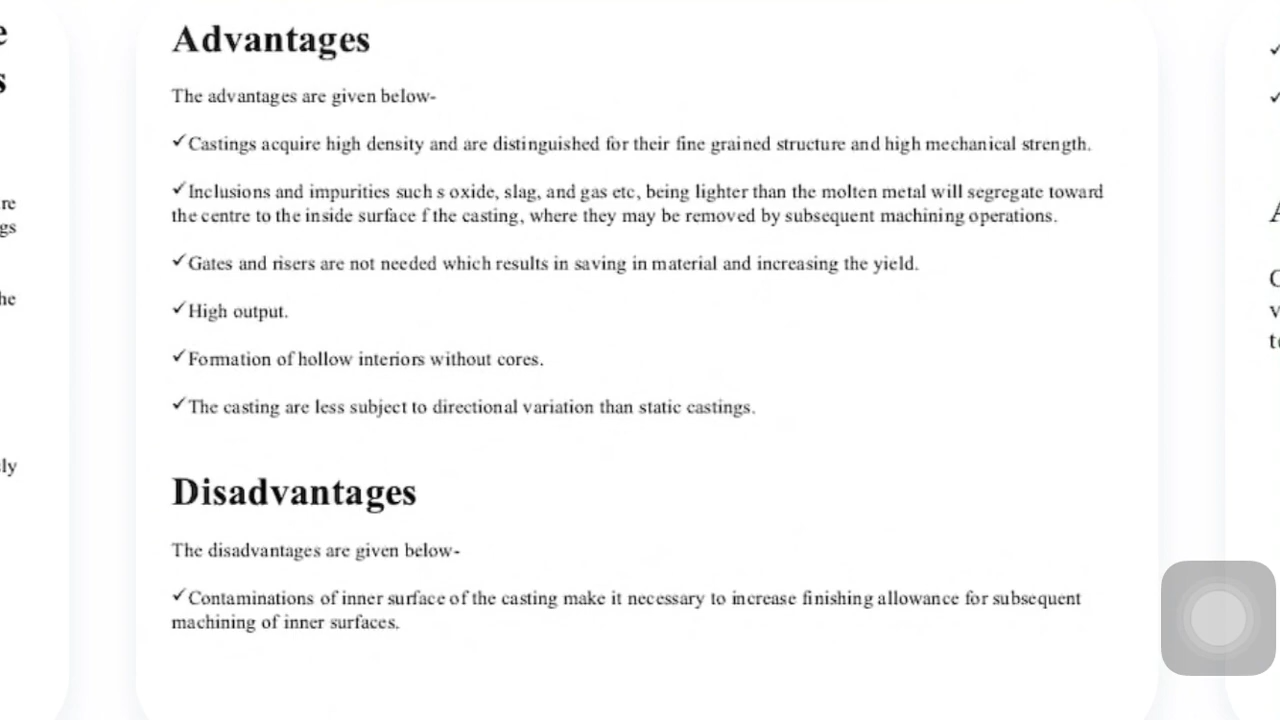 Advantages
The advantages are given below-
✓Castings acquire high density and are distinguished for their fine grained structure and high mechanical strength.
✓Inclusions and impurities such s oxide, slag, and gas etc, being lighter than the molten metal will segregate toward
the centre to the inside surface f the casting, where they may be removed by subsequent machining operations.
✓Gates and risers are not needed which results in saving in material and increasing the yield.
✓High output.
✓Formation of hollow interiors without cores.
✓The casting are less subject to directional variation than static castings.
Disadvantages
The disadvantages are given below-
✓Contaminations of inner surface of the casting make it necessary to increase finishing allowance for subsequent
machining of inner surfaces.